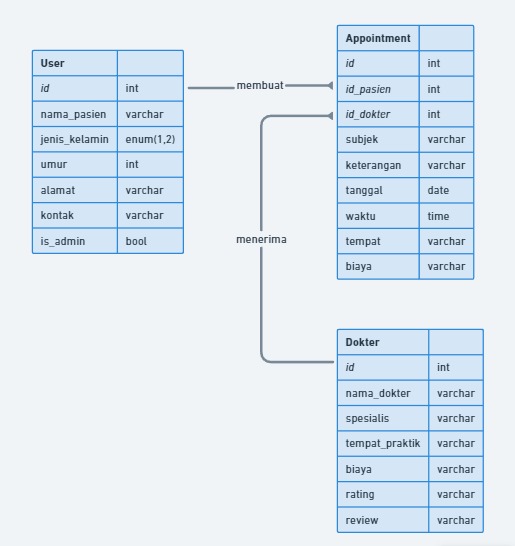 User
id int
nama_pasien varchar
jenis_kelamin enum(1,2)
umur int
alamat varchar
kontak varchar
is_admin bool
membuat
Appointment
id int
id_pasien int
id_dokter int
subjek varchar
keterangan varchar
tanggal date
waktu time
tempat varchar
biaya varchar
menerima
Dokter
id int
nama_dokter varchar
spesialis varchar
tempat_praktik varchar
biaya varchar
rating varchar
review varchar